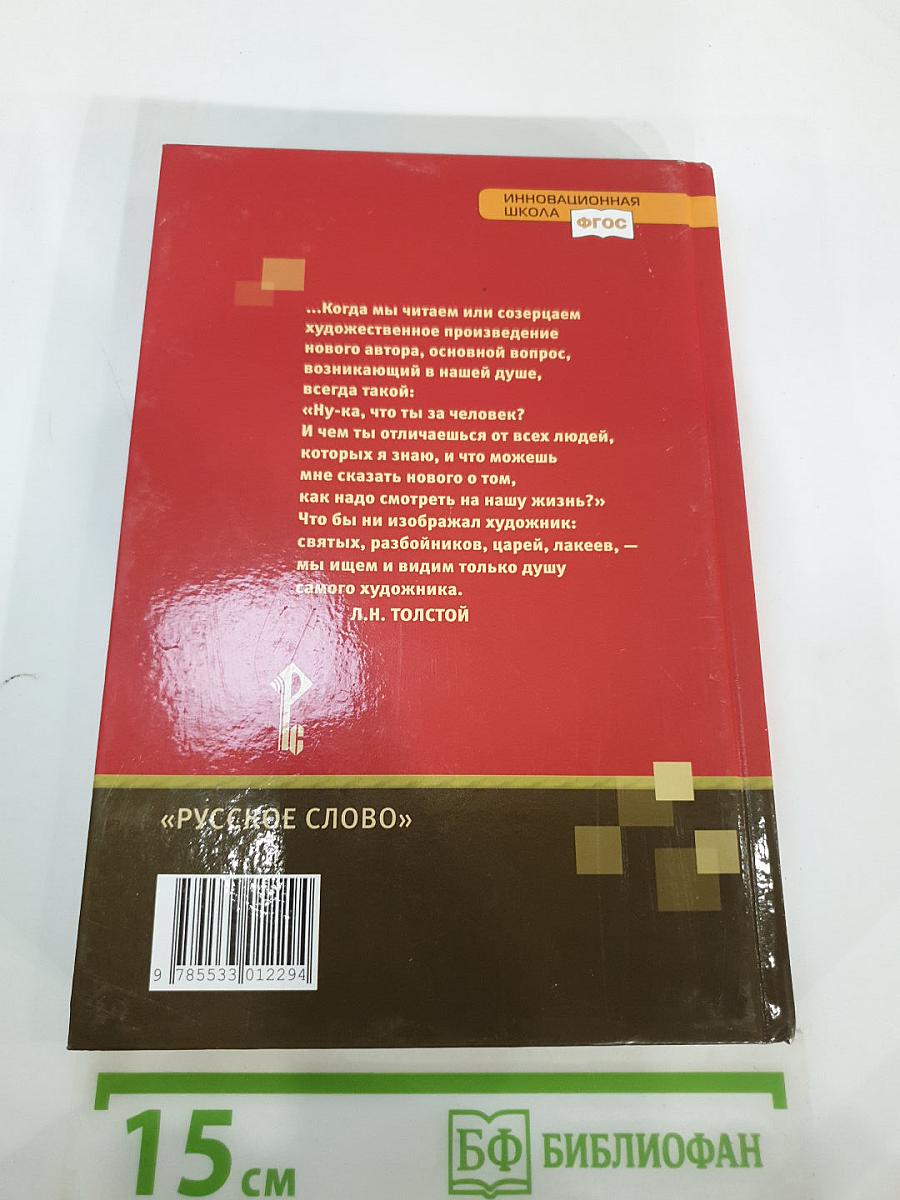 ИННОВАЦИОННАЯ
ШКОЛА
ФГОС
...Когда мы читаем или созерцаем
художественное произведение
нового автора, основной вопрос,
возникающий в нашей душе,
всегда такой:
«Ну-ка, что ты за человек?
И чем ты отличаешься от всех людей,
которых я знаю, и что можешь
мне сказать нового о том,
как надо смотреть на нашу жизнь?»
Что бы ни изображал художник:
святых, разбойников, царей, лакеев, —
мы ищем и видим только душу
самого художника.
Л.Н. ТОЛСТОЙ
РС
«РУССКОЕ СЛОВО»
9 785533 012294
15 см
БФ БИБЛИОФАН